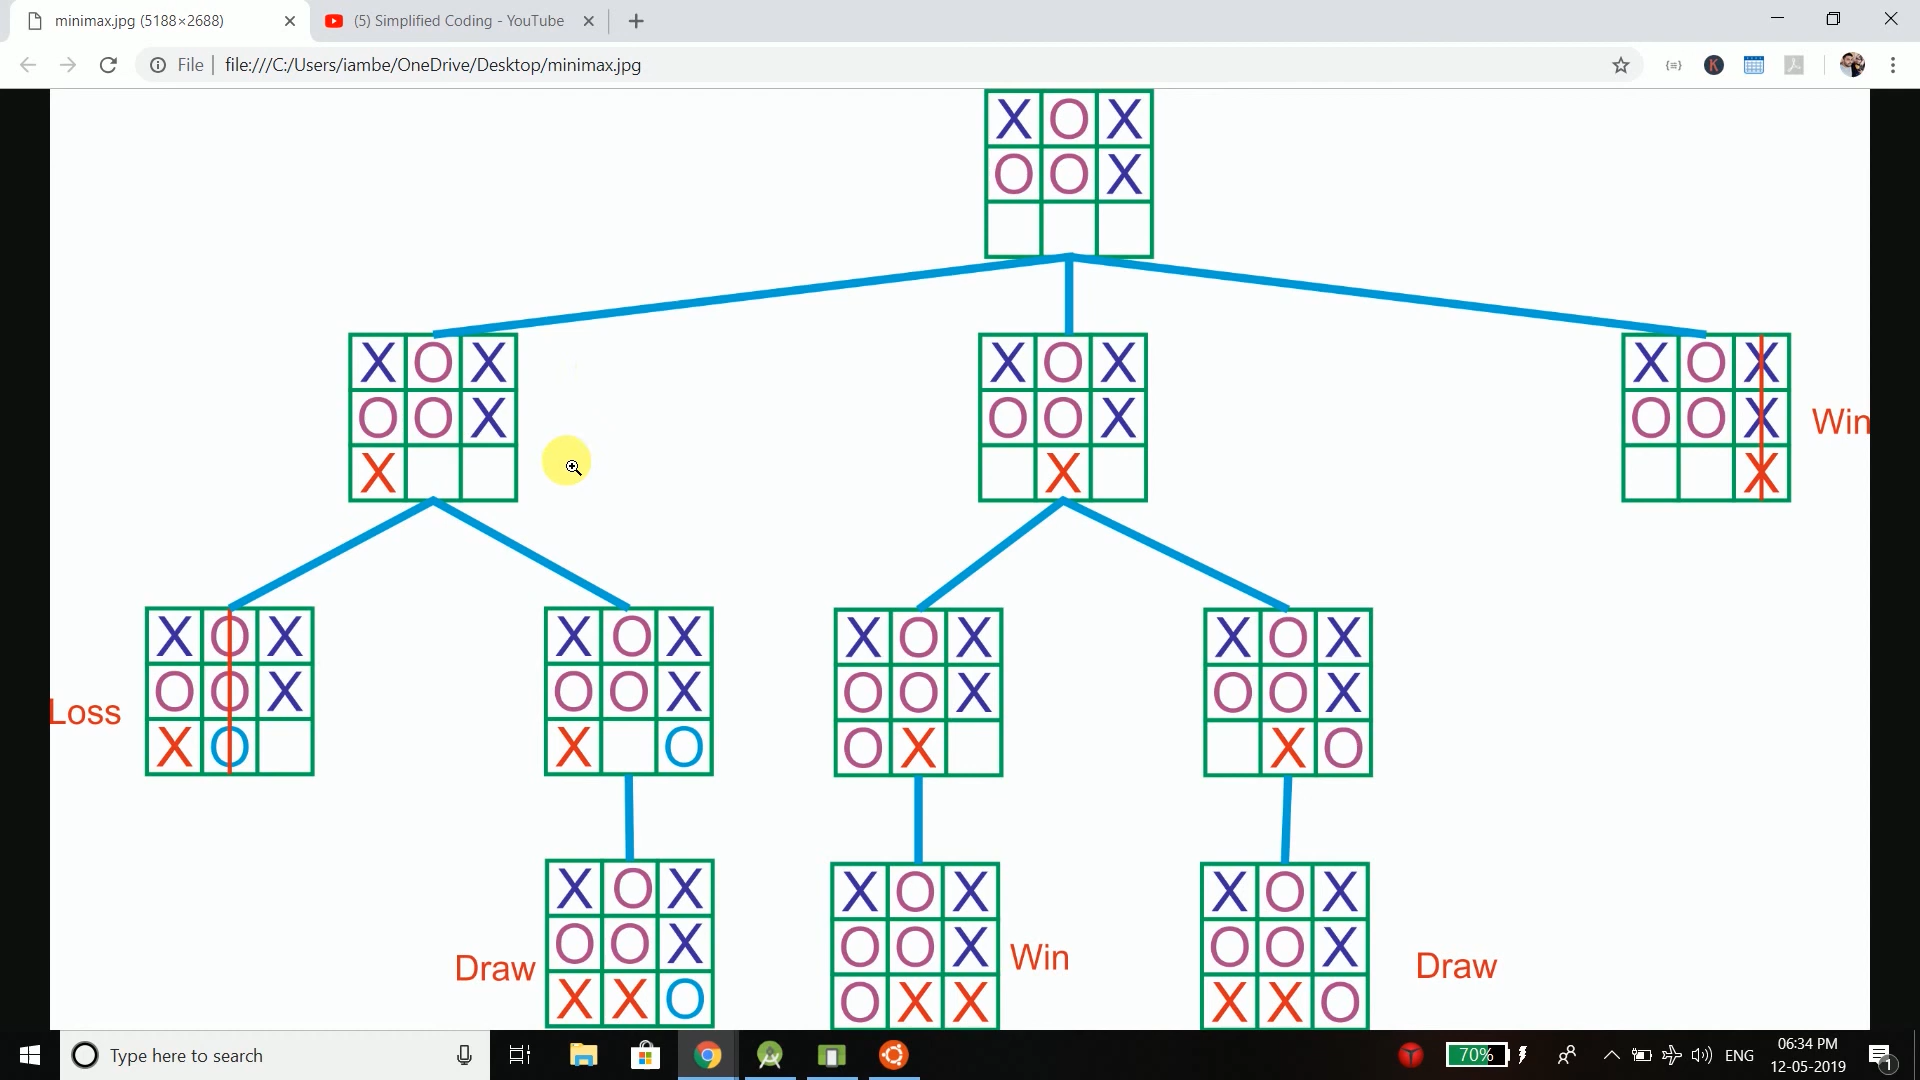 minimax.jpg (5188×2688)
(5) Simplified Coding - YouTube
File
file:///C:/Users/iambe/OneDrive/Desktop/minimax.jpg
K
X O X
O O X
X O X
O O X
X
X O X
O O X
X
X O X
O O X
X
Win
Loss
X O X
O O X
X O
X O X
O O X
X O
X O X
O O X
O X
X O X
O O X
X O
Draw
X O X
O O X
X X O
X O X
O O X
O X X
Win
X O X
O O X
X X O
Draw
Type here to search
70%
ENG
06:34 PM
12-05-2019
1